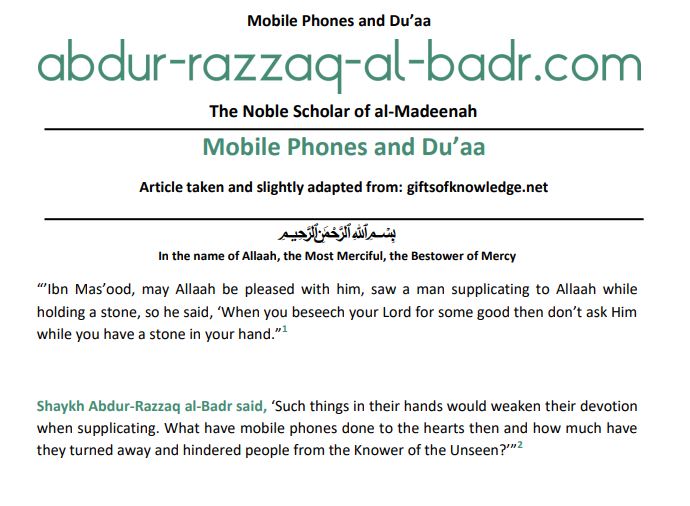 Mobile Phones and Du’aa
abdur-razzaq-al-badr.com
The Noble Scholar of al-Madeenah
Mobile Phones and Du’aa
Article taken and slightly adapted from: giftsofknowledge.net
بِسْمِ ٱللَّهِ ٱلرَّحْمَٰنِ ٱلرَّحِيمِ
In the name of Allaah, the Most Merciful, the Bestower of Mercy
“‘Ibn Mas’ood, may Allaah be pleased with him, saw a man supplicating to Allaah while
holding a stone, so he said, ‘When you beseech your Lord for some good then don’t ask Him
while you have a stone in your hand.”1
Shaykh Abdur-Razzaq al-Badr said, ‘Such things in their hands would weaken their devotion
when supplicating. What have mobile phones done to the hearts then and how much have
they turned away and hindered people from the Knower of the Unseen?’”2